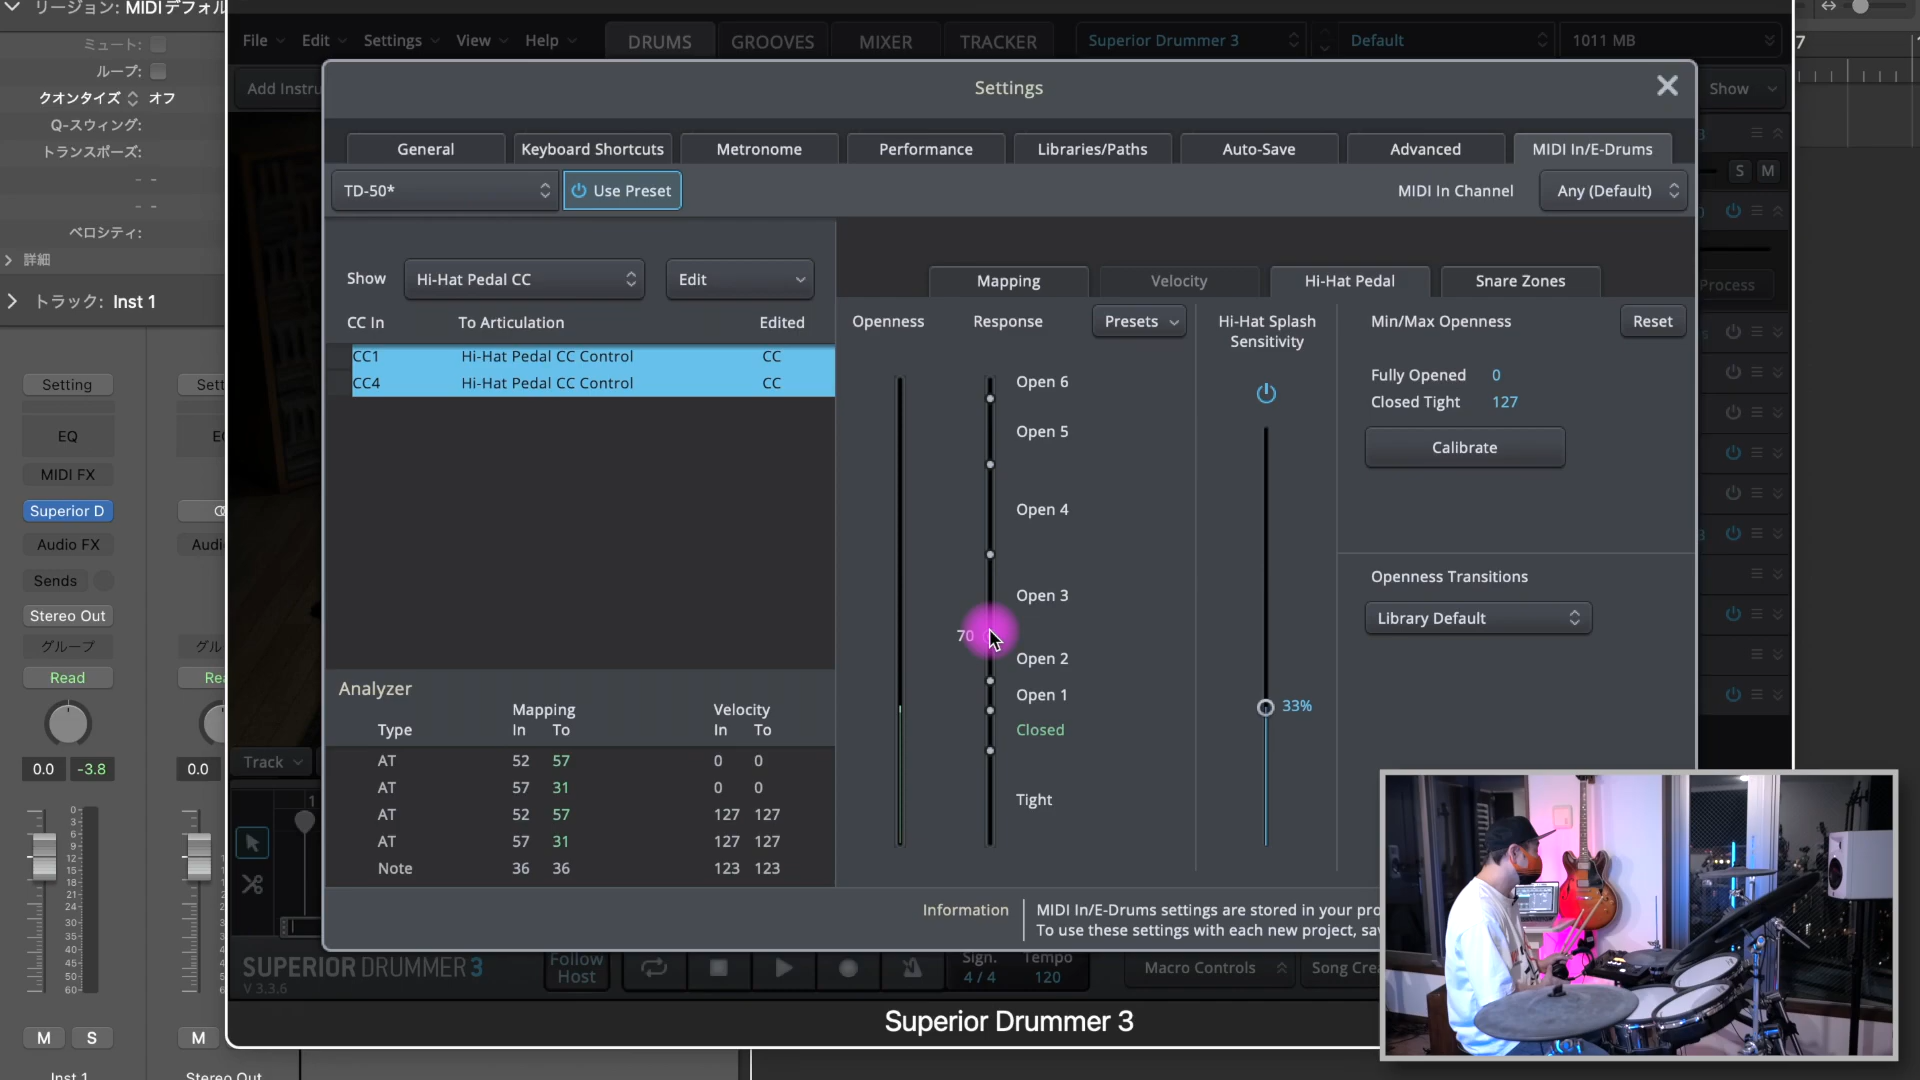 リージョン: MIDIデフォル
ミュート:
ループ:
クオンタイズ オフ
Q-スウィング:
トランスポーズ:
- -
- -
ベロシティ:
詳細
トラック: Inst 1
Setting
EQ
MIDI FX
Superior D
Audio FX
Sends
Stereo Out
グループ
Read
0.0 -3.8
0.0
M S
M
Inst 1
Stereo Out
File Edit Settings View Help
DRUMS GROOVES MIXER TRACKER
Superior Drummer 3 Default 1011 MB
Add Instru
Show
Settings
General Keyboard Shortcuts Metronome Performance Libraries/Paths Auto-Save Advanced MIDI In/E-Drums
TD-50* Use Preset MIDI In Channel Any (Default)
S M
Show Hi-Hat Pedal CC Edit
Mapping Velocity Hi-Hat Pedal Snare Zones
Process
CC In To Articulation Edited
CC1 Hi-Hat Pedal CC Control CC
CC4 Hi-Hat Pedal CC Control CC
Openness Response Presets
Open 6
Open 5
Open 4
Open 3
70
Open 2
Open 1
Closed
Tight
Hi-Hat Splash
Sensitivity
33%
Min/Max Openness Reset
Fully Opened 0
Closed Tight 127
Calibrate
Openness Transitions
Library Default
Analyzer
Mapping Velocity
Type In To In To
AT 52 57 0 0
AT 57 31 0 0
AT 52 57 127 127
AT 57 31 127 127
Note 36 36 123 123
Information
MIDI In/E-Drums settings are stored in your pro
To use these settings with each new project, sav
Track
1
SUPERIOR DRUMMER 3
V 3.3.6
Follow
Host
Sign. Tempo
4 / 4 120
Macro Controls Song Crea
Superior Drummer 3